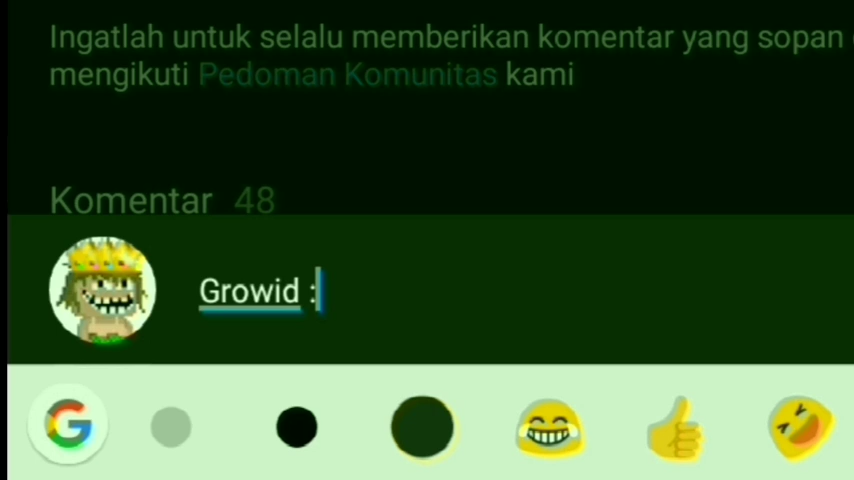 Ingatlah untuk selalu memberikan komentar yang sopan
mengikuti Pedoman Komunitas kami
Komentar 48
Growid :
G